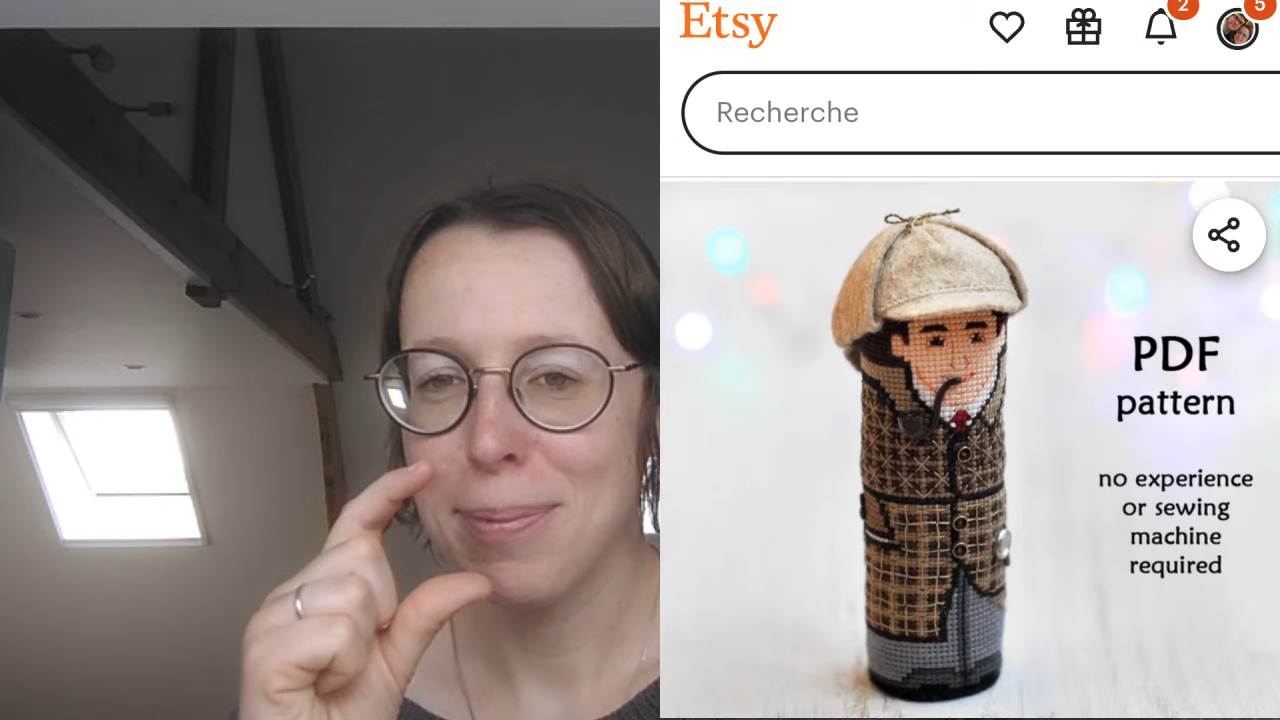 Etsy
2
5
Recherche
PDF
pattern
no experience
or sewing
machine
required